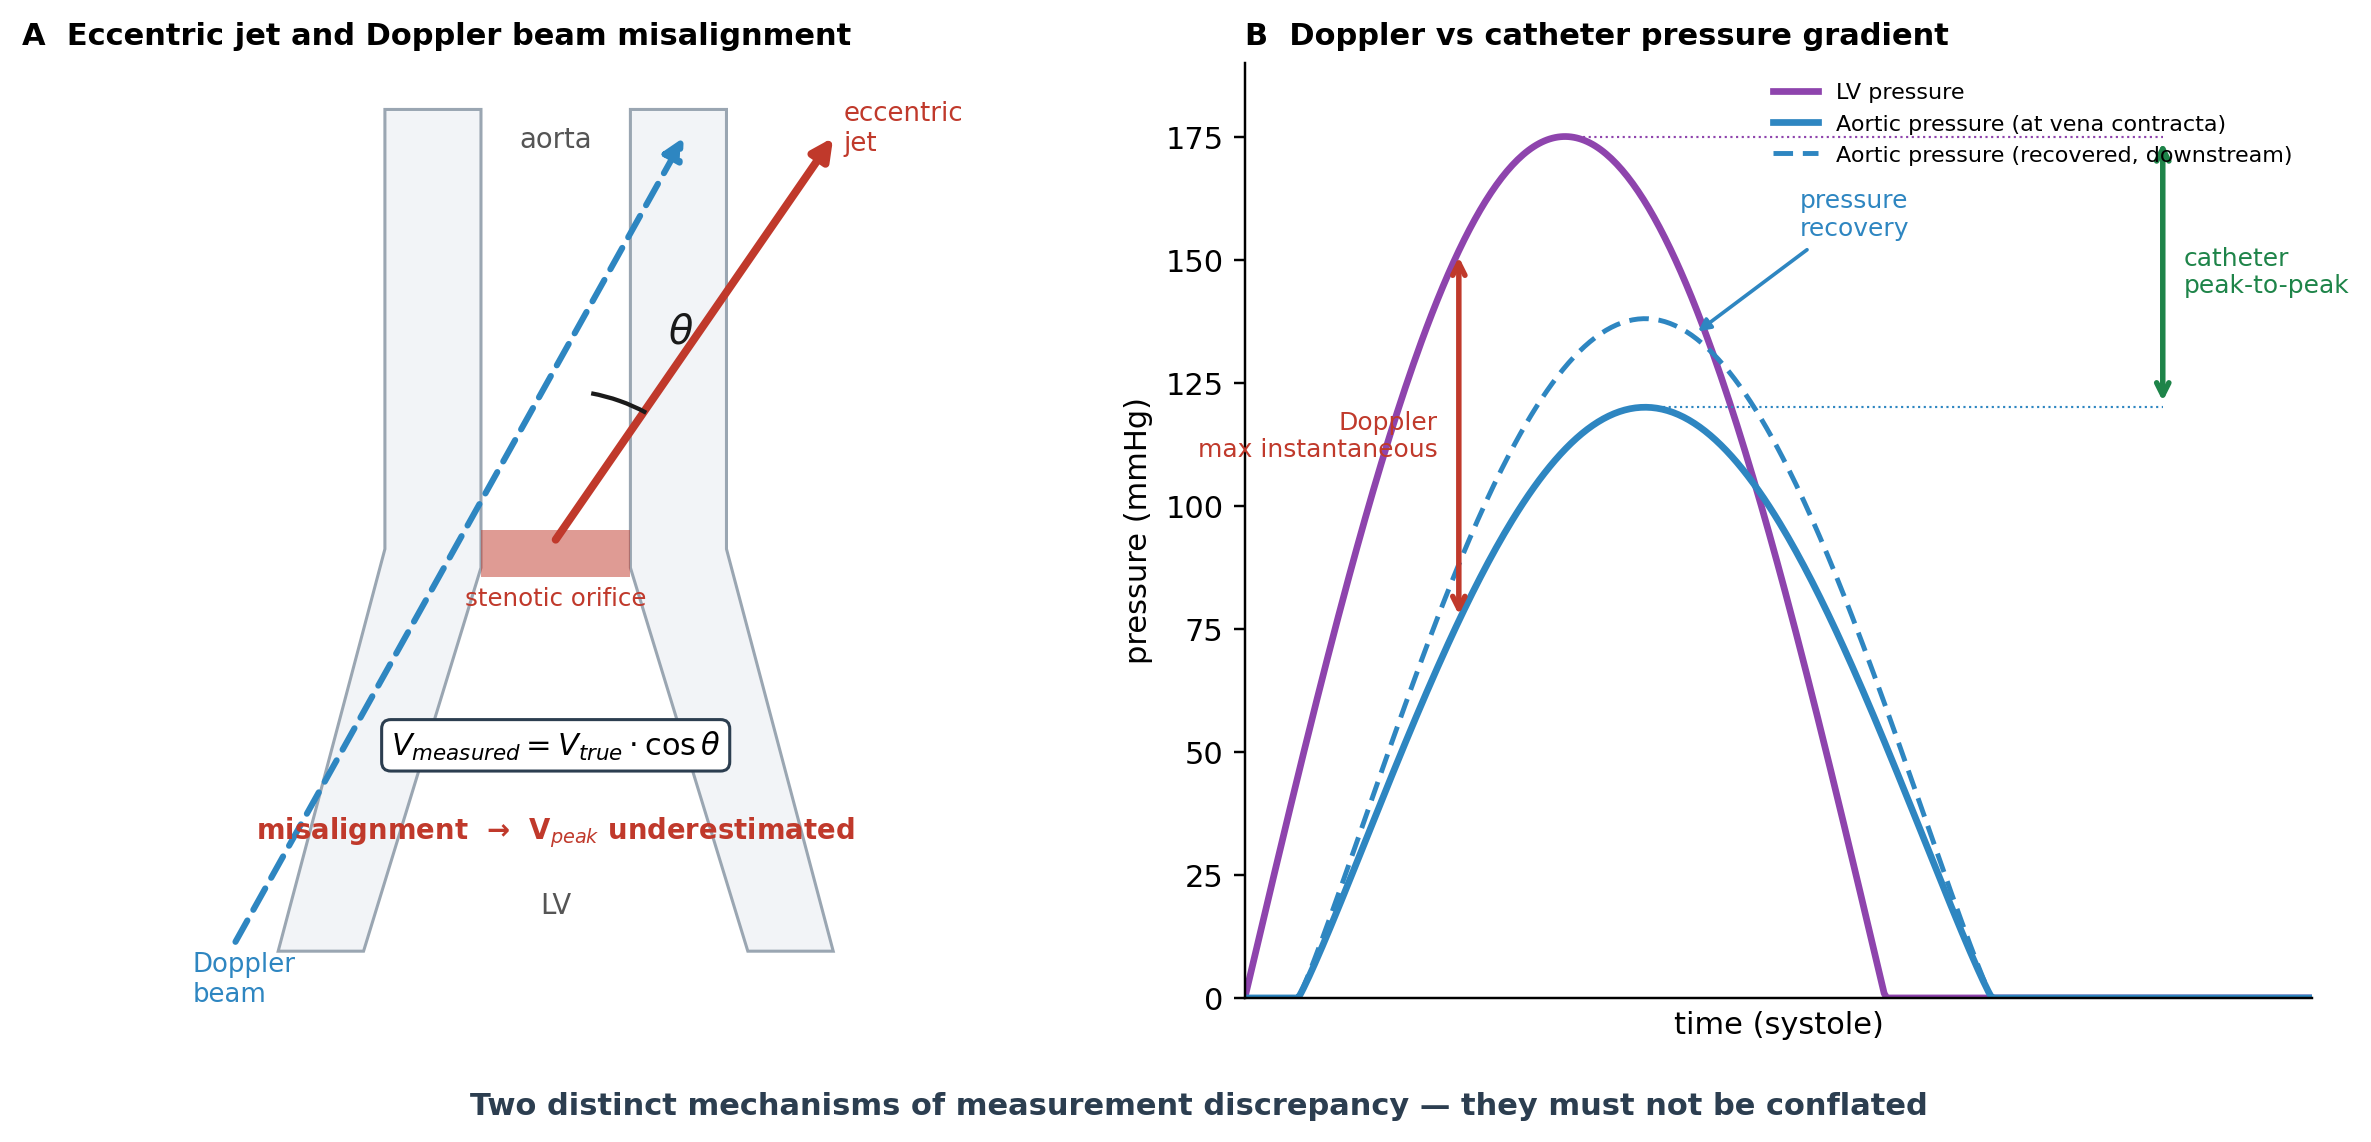 A  Eccentric jet and Doppler beam misalignment
aorta
eccentric
jet
θ
stenotic orifice
V_measured = V_true · cos θ
misalignment → V_peak underestimated
LV
Doppler
beam
B  Doppler vs catheter pressure gradient
LV pressure
Aortic pressure (at vena contracta)
Aortic pressure (recovered, downstream)
pressure
recovery
catheter
peak-to-peak
Doppler
max instantaneous
pressure (mmHg)
175
150
125
100
75
50
25
0
time (systole)
Two distinct mechanisms of measurement discrepancy — they must not be conflated